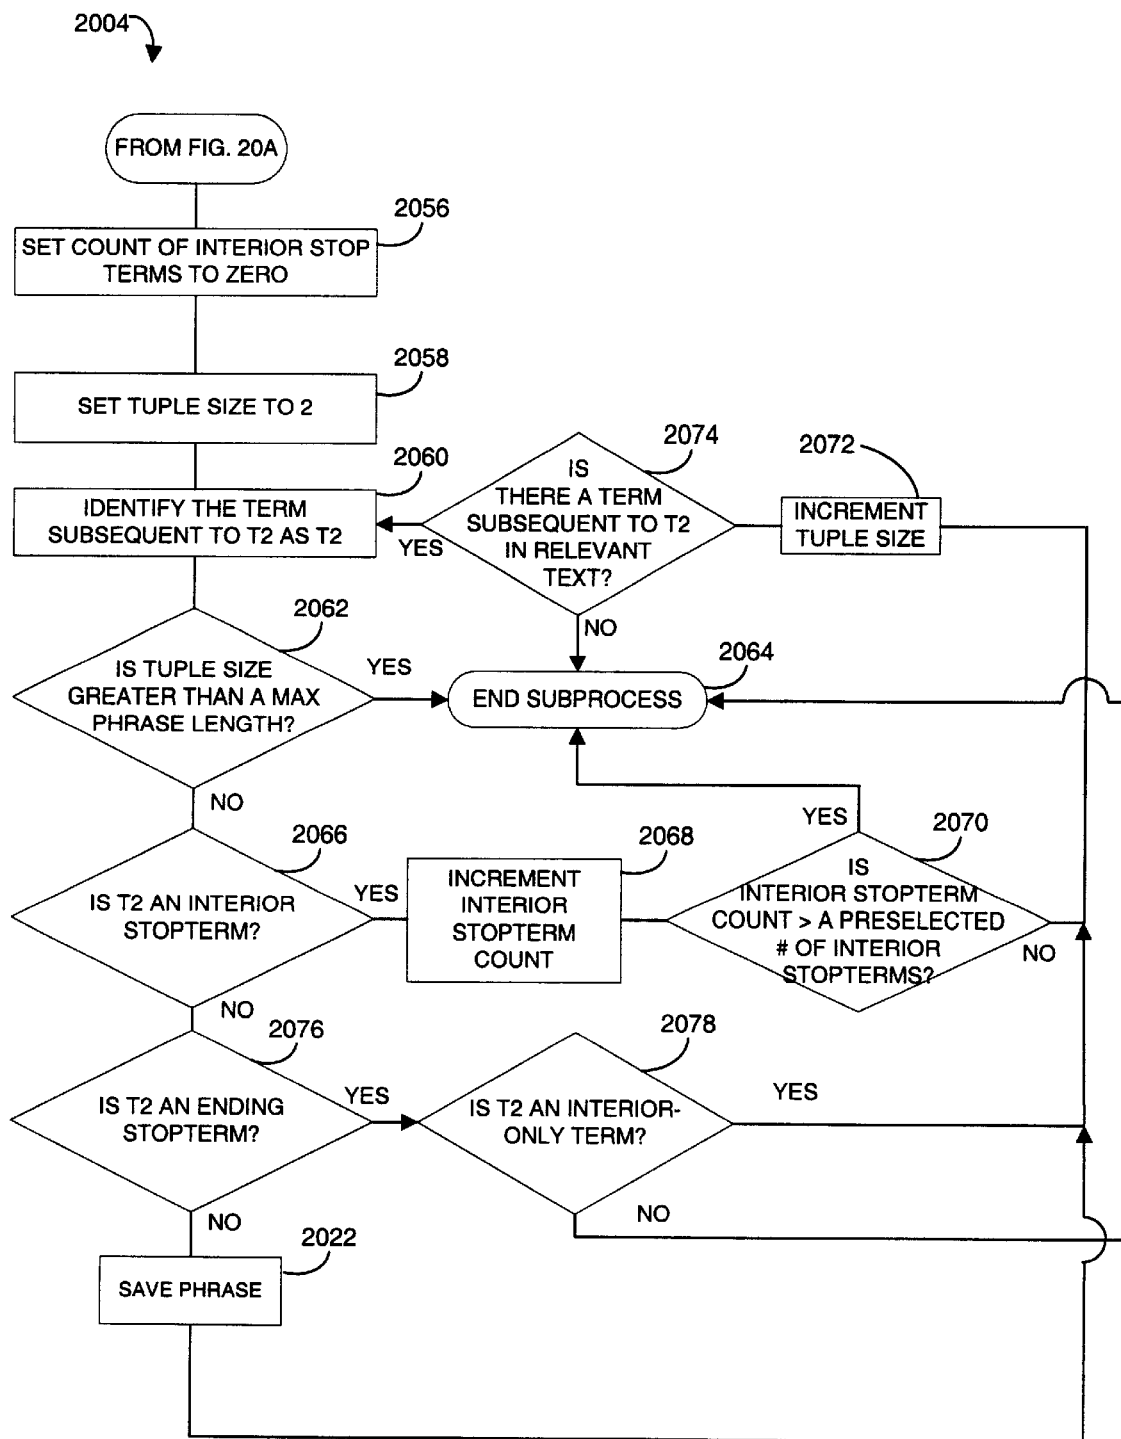 2004
FROM FIG. 20A
2056
SET COUNT OF INTERIOR STOP
TERMS TO ZERO
2058
SET TUPLE SIZE TO 2
2060
IDENTIFY THE TERM
SUBSEQUENT TO T2 AS T2
2074
IS
THERE A TERM
SUBSEQUENT TO T2
IN RELEVANT
TEXT?
YES
NO
2072
INCREMENT
TUPLE SIZE
2062
IS TUPLE SIZE
GREATER THAN A MAX
PHRASE LENGTH?
YES
NO
2064
END SUBPROCESS
2066
IS T2 AN INTERIOR
STOPTERM?
YES
NO
2068
INCREMENT
INTERIOR
STOPTERM
COUNT
2070
IS
INTERIOR STOPTERM
COUNT > A PRESELECTED
# OF INTERIOR
STOPTERMS?
YES
NO
2076
IS T2 AN ENDING
STOPTERM?
YES
NO
2078
IS T2 AN INTERIOR-
ONLY TERM?
YES
NO
2022
SAVE PHRASE